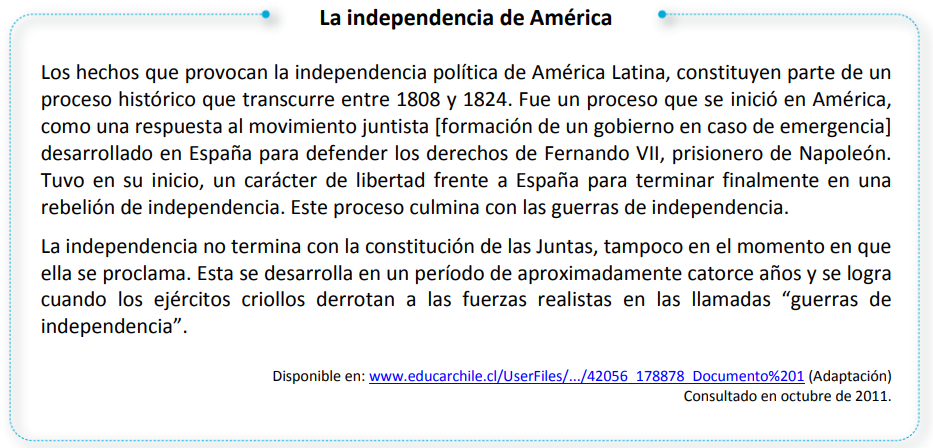 La independencia de América
Los hechos que provocan la independencia política de América Latina, constituyen parte de un
proceso histórico que transcurre entre 1808 y 1824. Fue un proceso que se inició en América,
como una respuesta al movimiento juntista [formación de un gobierno en caso de emergencia]
desarrollado en España para defender los derechos de Fernando VII, prisionero de Napoleón.
Tuvo en su inicio, un carácter de libertad frente a España para terminar finalmente en una
rebelión de independencia. Este proceso culmina con las guerras de independencia.
La independencia no termina con la constitución de las Juntas, tampoco en el momento en que
ella se proclama. Esta se desarrolla en un período de aproximadamente catorce años y se logra
cuando los ejércitos criollos derrotan a las fuerzas realistas en las llamadas “guerras de
independencia”.
Disponible en: www.educarchile.cl/UserFiles/.../42056_178878_Documento%201 (Adaptación)
Consultado en octubre de 2011.